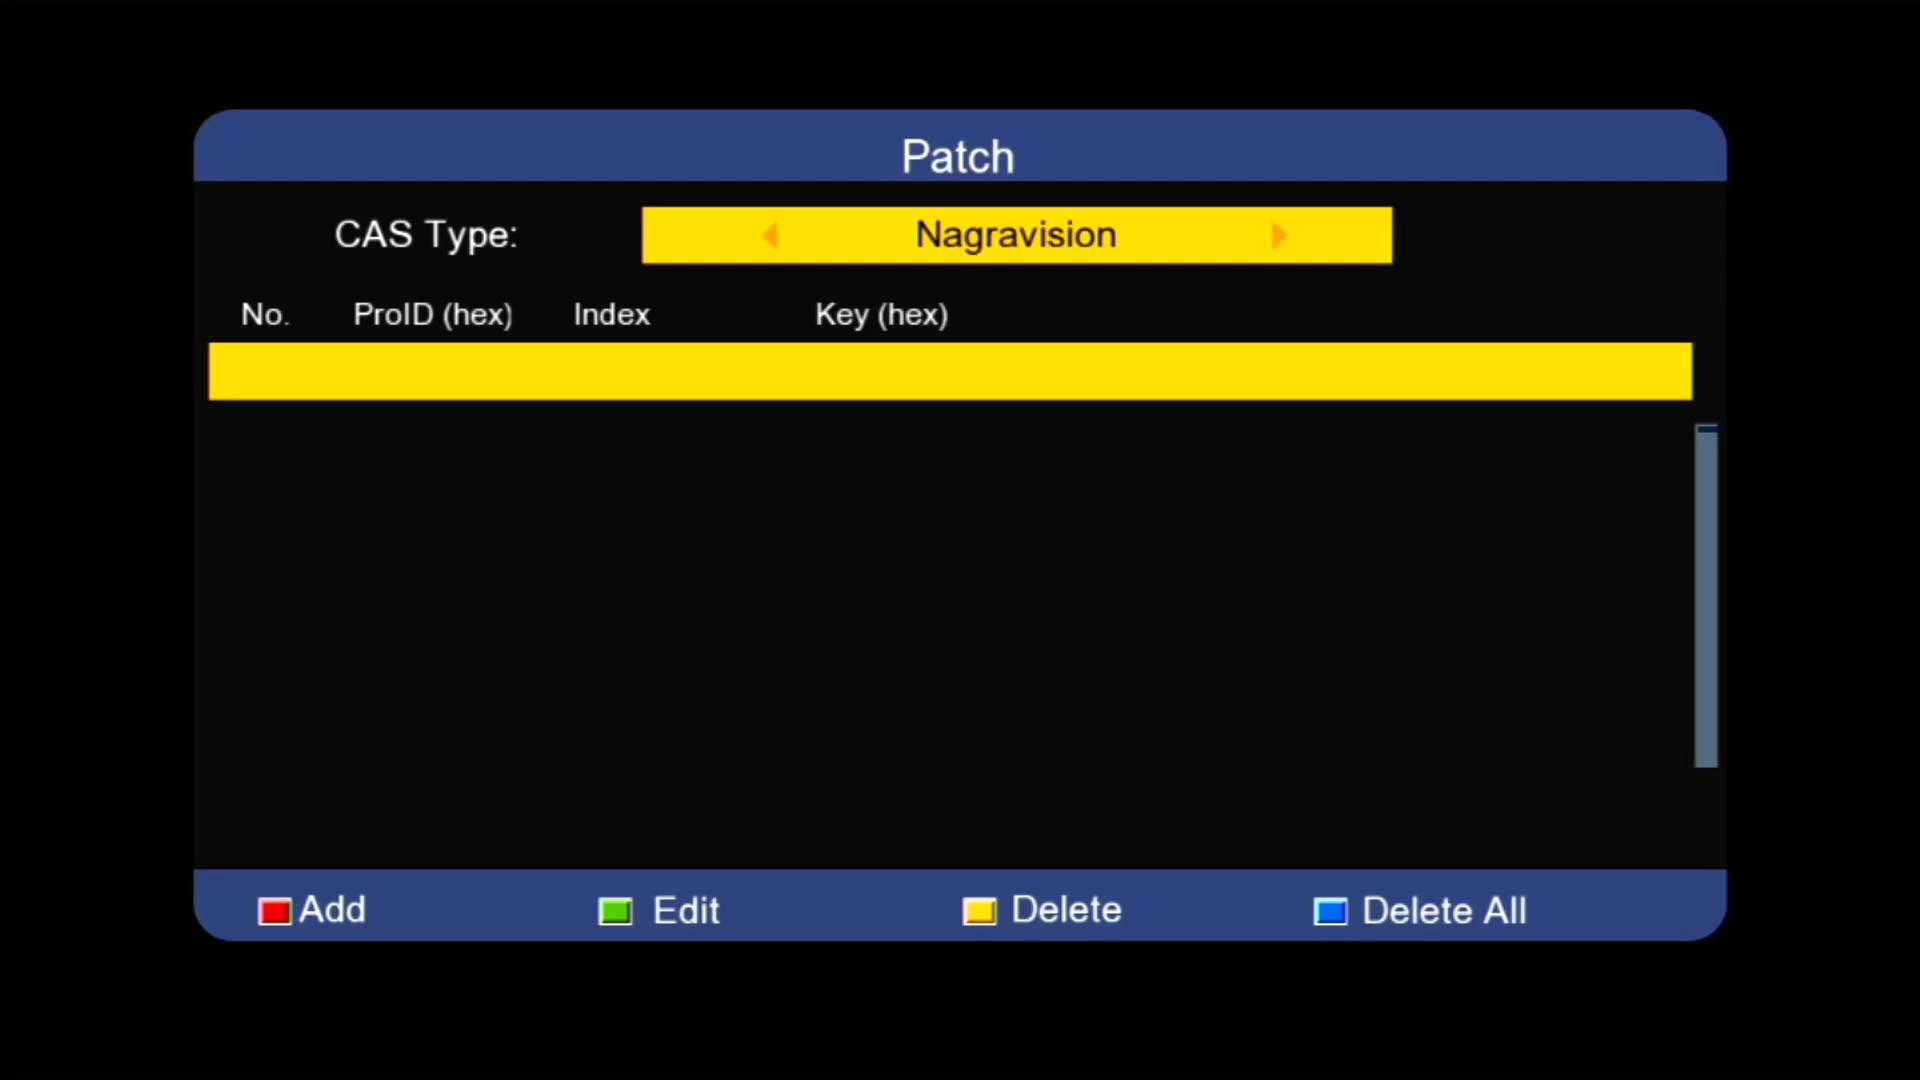 Patch
CAS Type: Nagravision
No. ProID (hex) Index Key (hex)
Add Edit Delete Delete All